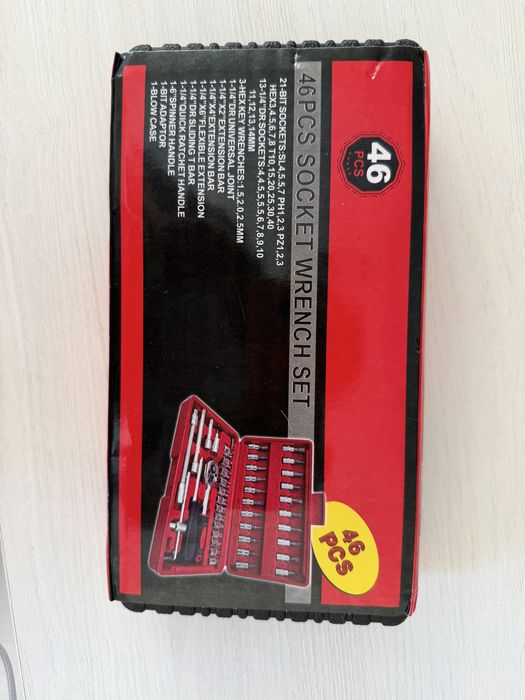 46
PCS
46PCS SOCKET WRENCH SET
21-BIT SOCKETS:SL4,5.5,7 PH1,2,3 PZ1,2,3
HEX3,4,5,6,7,8 T10,15,20,25,30,40
13-1/4"DR SOCKETS:4,4.5,5,5.5,6,7,8,9,10
11,12,13,14MM
3-HEX KEY WRENCHES:1.5,2.0,2.5MM
1-1/4"DR UNIVERSAL JOINT
1-1/4"X2"EXTENSION BAR
1-1/4"X4"EXTENSION BAR
1-1/4"X6"FLEXIBLE EXTENSION
1-1/4"DR SLIDING T BAR
1-1/4"QUICK RATCHET HANDLE
1-6"SPINNER HANDLE
1-BIT ADAPTOR
1-BLOW CASE
46
PCS